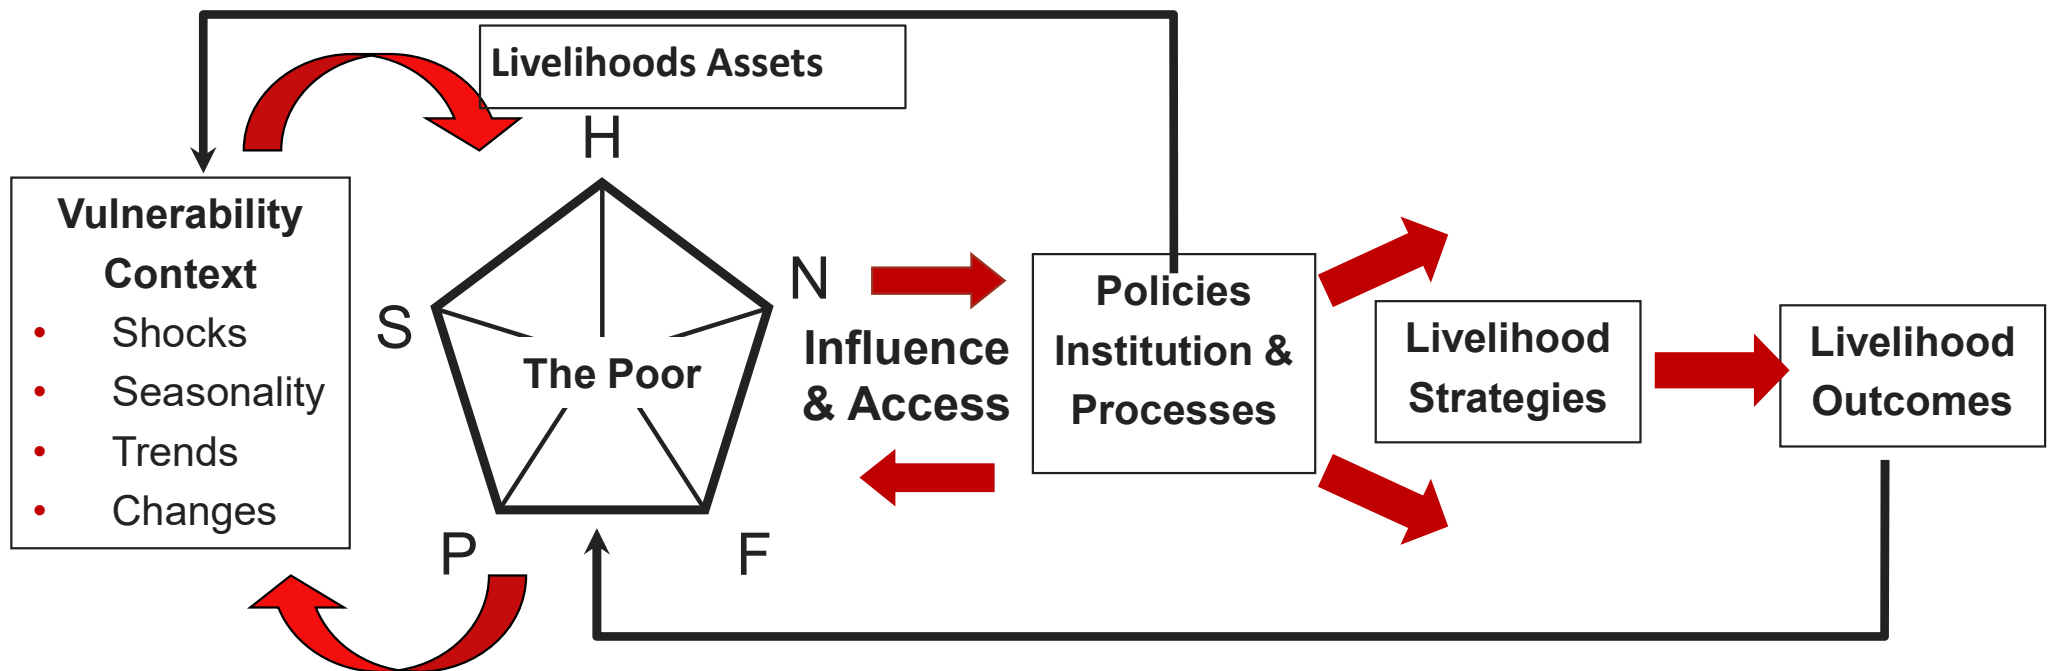 Livelihoods Assets
H
Vulnerability
Context
• Shocks
• Seasonality
• Trends
• Changes
S
N
The Poor
P
F
Influence
& Access
Policies
Institution &
Processes
Livelihood
Strategies
Livelihood
Outcomes